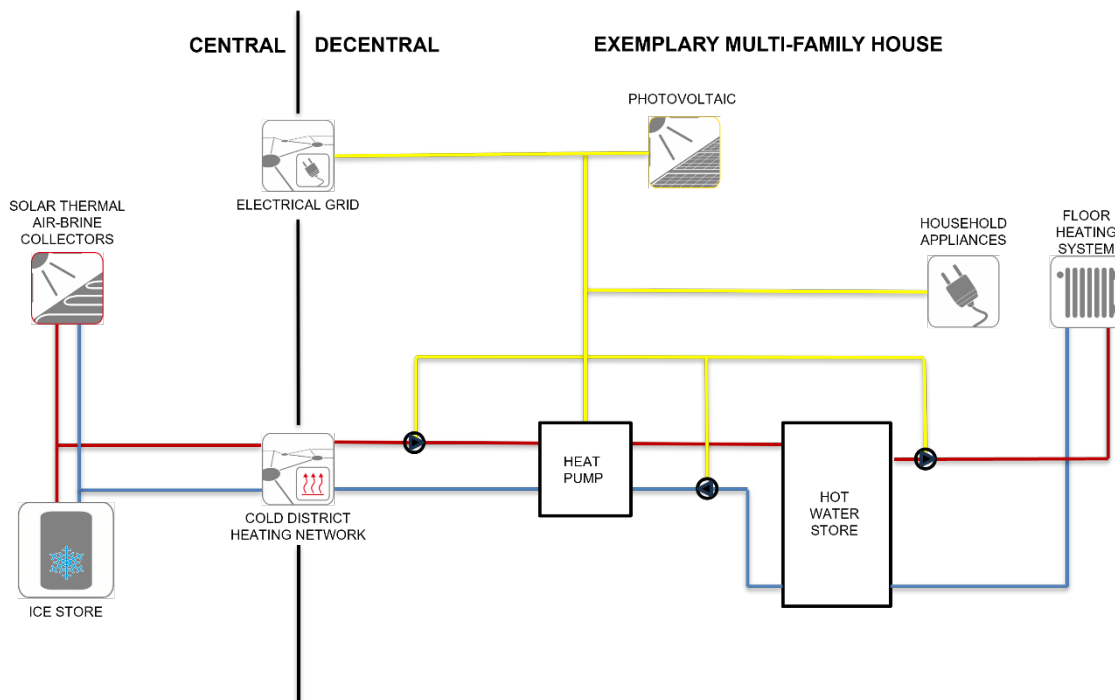 CENTRAL
DECENTRAL
EXEMPLARY MULTI-FAMILY HOUSE
PHOTOVOLTAIC
ELECTRICAL GRID
SOLAR THERMAL
AIR-BRINE
COLLECTORS
HOUSEHOLD
APPLIANCES
FLOOR
HEATING
SYSTEM
HEAT
PUMP
HOT
WATER
STORE
COLD DISTRICT
HEATING NETWORK
ICE STORE